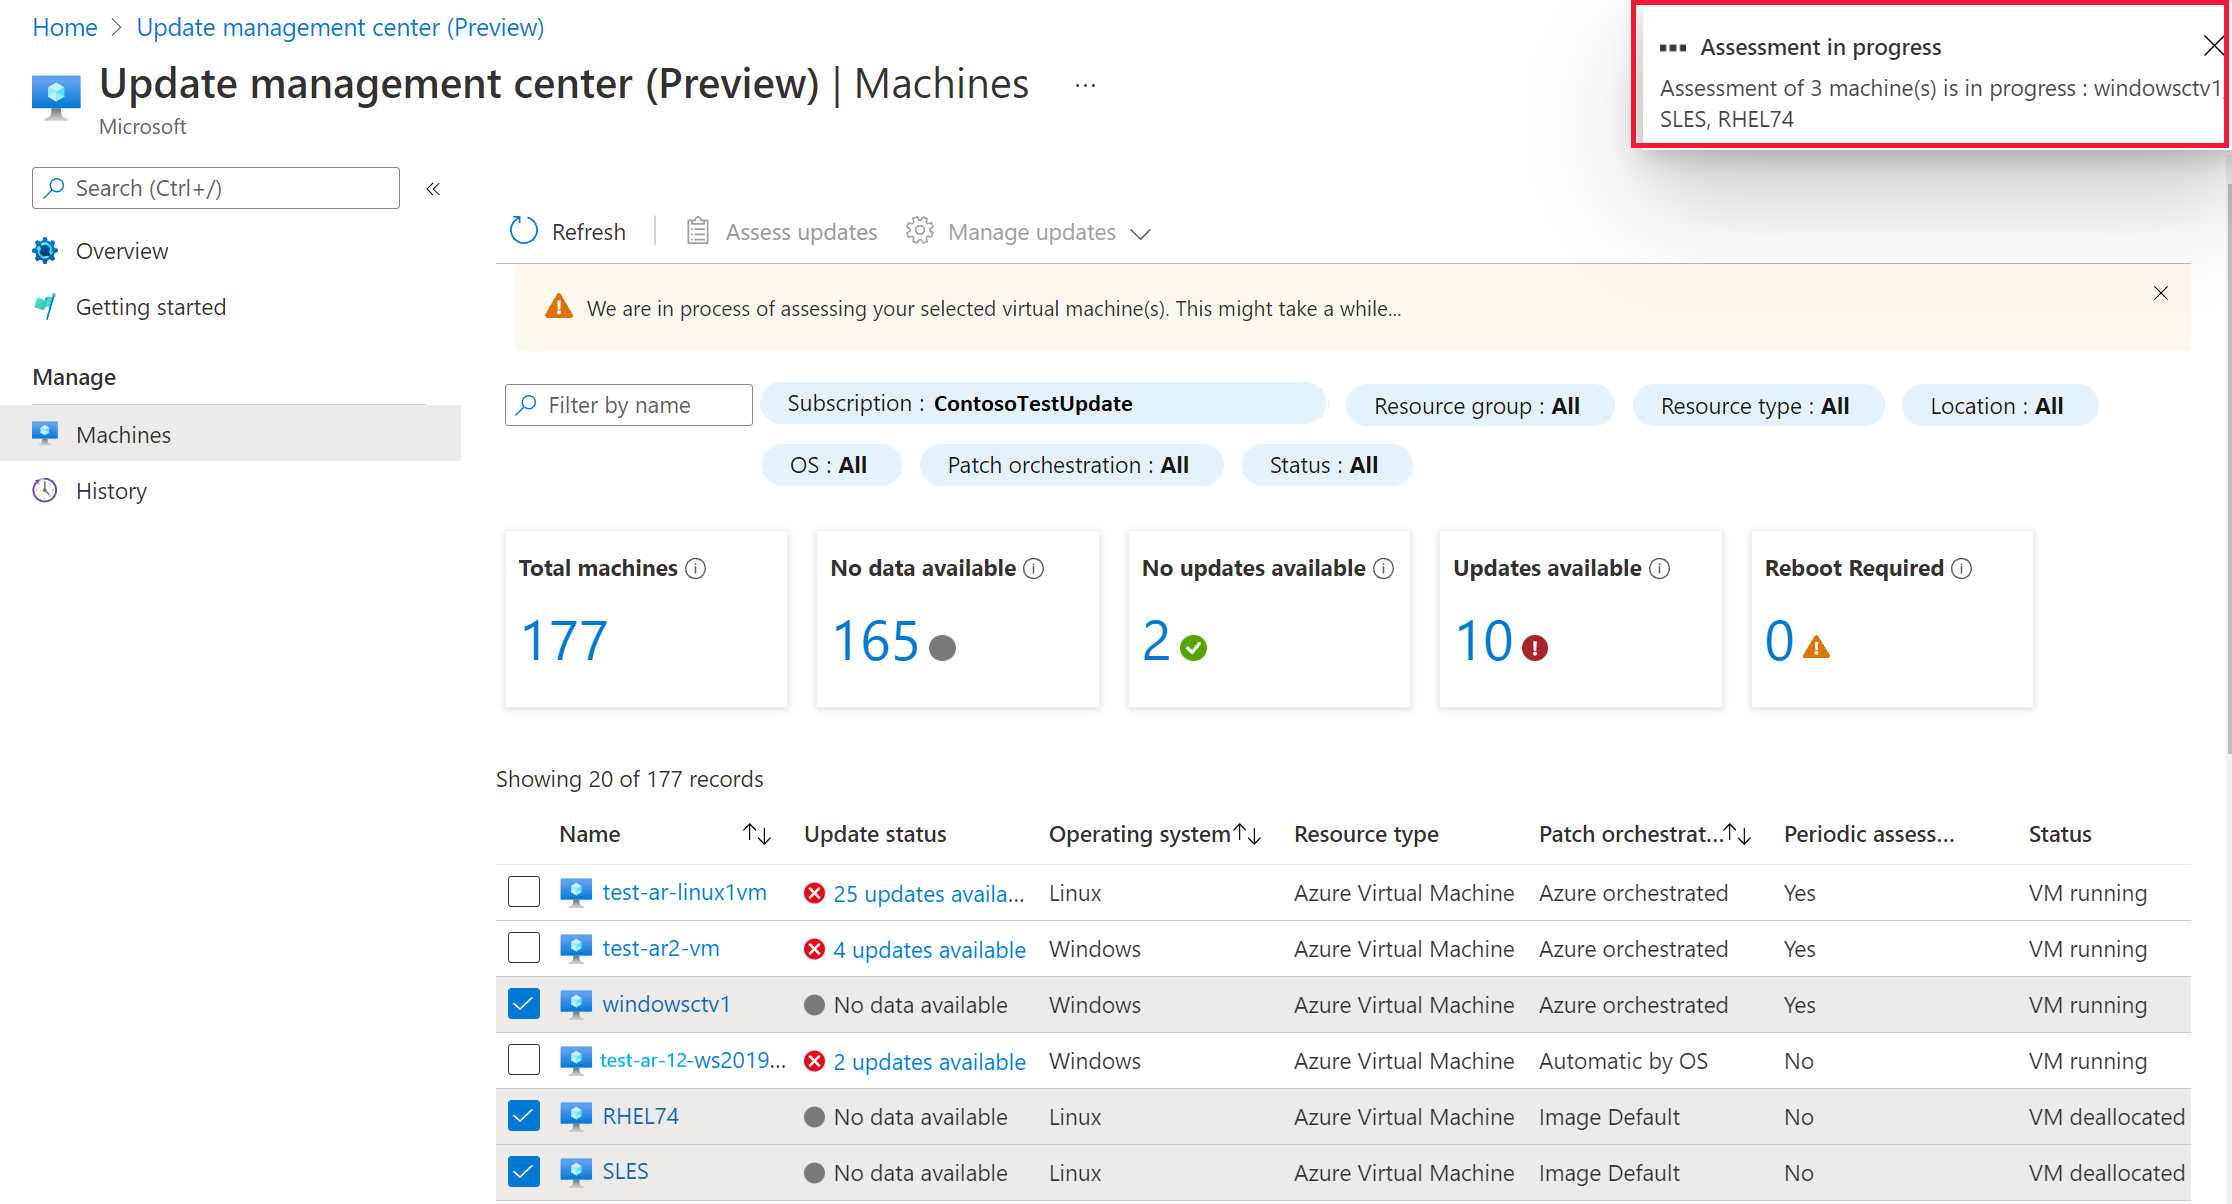 Home > Update management center (Preview)
Update management center (Preview) | Machines ...
Microsoft
Assessment in progress
Assessment of 3 machine(s) is in progress : windowsctv1,
SLES, RHEL74
Search (Ctrl+/)
«
Overview
Getting started
Manage
Machines
History
Refresh | Assess updates Manage updates
We are in process of assessing your selected virtual machine(s). This might take a while...
Filter by name Subscription : ContosoTestUpdate Resource group : All Resource type : All Location : All
OS : All Patch orchestration : All Status : All
Total machines No data available No updates available Updates available Reboot Required
177 165 2 10 0
Showing 20 of 177 records
Name Update status Operating system Resource type Patch orchestrat... Periodic assess... Status
test-ar-linux1vm 25 updates availa... Linux Azure Virtual Machine Azure orchestrated Yes VM running
test-ar2-vm 4 updates available Windows Azure Virtual Machine Azure orchestrated Yes VM running
windowsctv1 No data available Windows Azure Virtual Machine Azure orchestrated Yes VM running
test-ar-12-ws2019... 2 updates available Windows Azure Virtual Machine Automatic by OS No VM running
RHEL74 No data available Linux Azure Virtual Machine Image Default No VM deallocated
SLES No data available Linux Azure Virtual Machine Image Default No VM deallocated